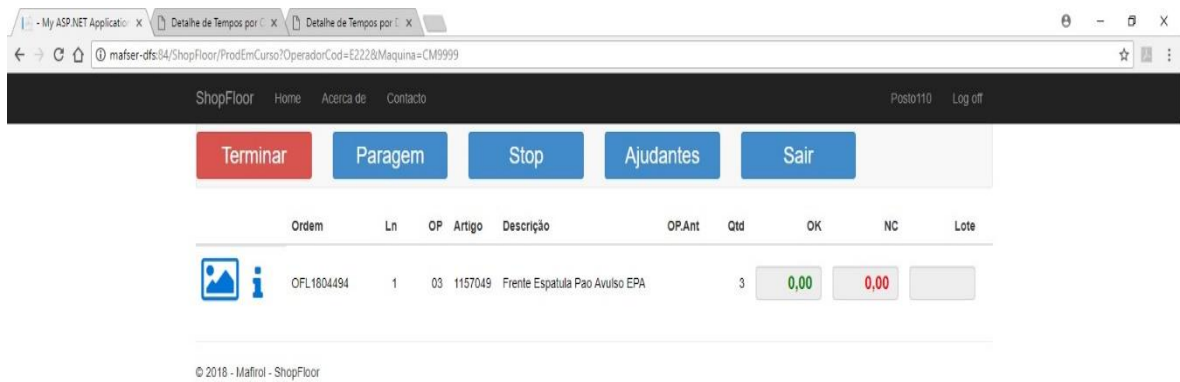 - My ASP.NET Application
Detalhe de Tempos por C
Detalhe de Tempos por D
mafser-dfs:84/ShopFloor/ProdEmCurso?OperadorCod=E222&Maquina=CM9999
ShopFloor Home Acerca de Contacto Posto110 Log off
Terminar Paragem Stop Ajudantes Sair
Ordem Ln OP Artigo Descrição OP.Ant Qtd OK NC Lote
OFL1804494 1 03 1157049 Frente Espatula Pao Avulso EPA 3 0,00 0,00
© 2018 - Mafirol - ShopFloor